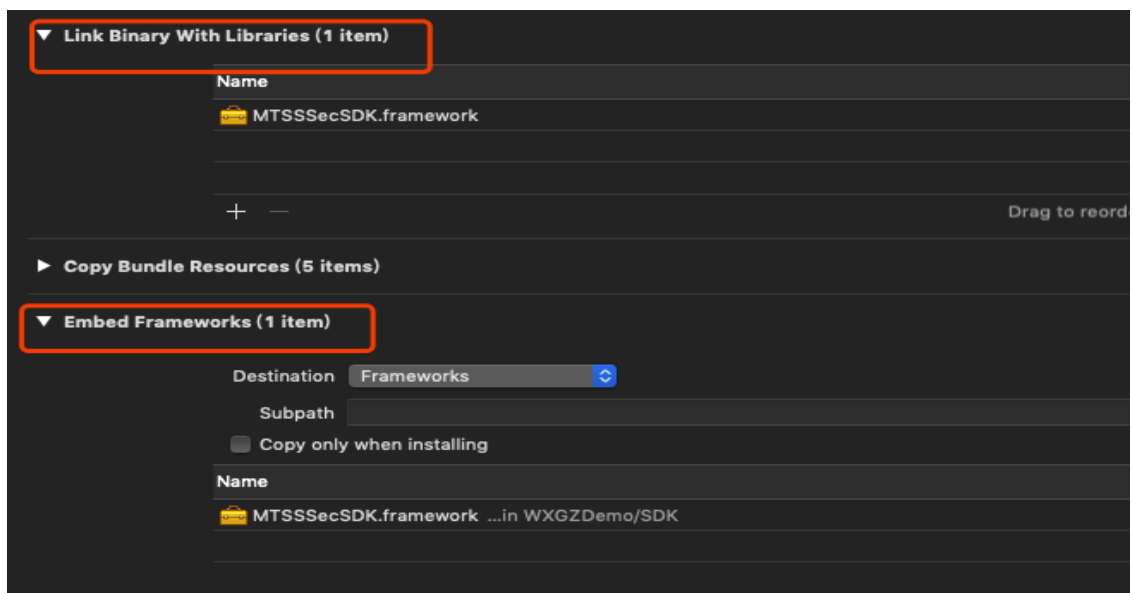 Link Binary With Libraries (1 item)
Name
MTSSSecSDK.framework
Drag to reord
Copy Bundle Resources (5 items)
Embed Frameworks (1 item)
Destination Frameworks
Subpath
Copy only when installing
Name
MTSSSecSDK.framework ...in WXGZDemo/SDK